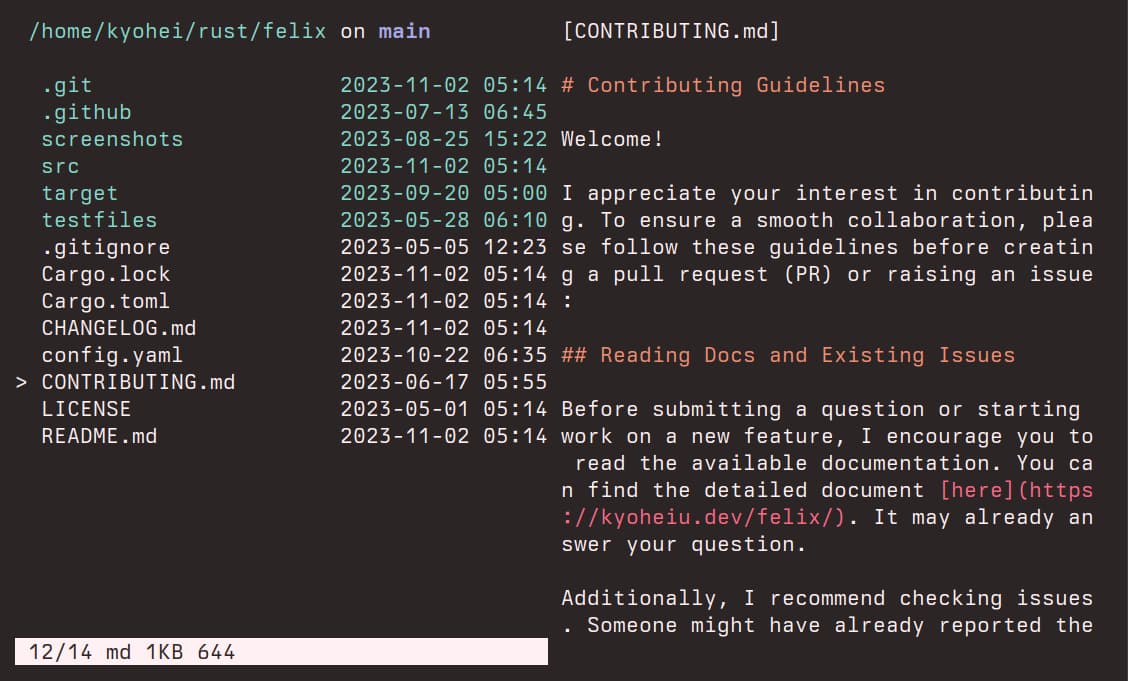 /home/kyohei/rust/felix on main
.git 2023-11-02 05:14
.github 2023-07-13 06:45
screenshots 2023-08-25 15:22
src 2023-11-02 05:14
target 2023-09-20 05:00
testfiles 2023-05-28 06:10
.gitignore 2023-05-05 12:23
Cargo.lock 2023-11-02 05:14
Cargo.toml 2023-11-02 05:14
CHANGELOG.md 2023-11-02 05:14
config.yaml 2023-10-22 06:35
> CONTRIBUTING.md 2023-06-17 05:55
LICENSE 2023-05-01 05:14
README.md 2023-11-02 05:14
12/14 md 1KB 644
[CONTRIBUTING.md]
# Contributing Guidelines
Welcome!
I appreciate your interest in contributin
g. To ensure a smooth collaboration, plea
se follow these guidelines before creatin
g a pull request (PR) or raising an issue
:
## Reading Docs and Existing Issues
Before submitting a question or starting
work on a new feature, I encourage you to
 read the available documentation. You ca
n find the detailed document [here](https
://kyoheiu.dev/felix/). It may already an
swer your question.
Additionally, I recommend checking issues
. Someone might have already reported the